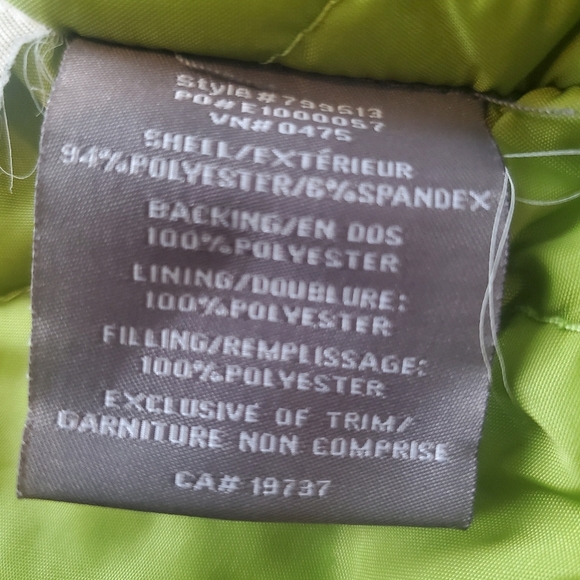 Style# 799513
PO# E1000057
VN# 0475
SHELL/EXTÉRIEUR
94%POLYESTER/6%SPANDEX
BACKING/EN DOS
100%POLYESTER
LINING/DOUBLURE:
100%POLYESTER
FILLING/REMPLISSAGE:
100%POLYESTER
EXCLUSIVE OF TRIM/
GARNITURE NON COMPRISE
CA# 19737